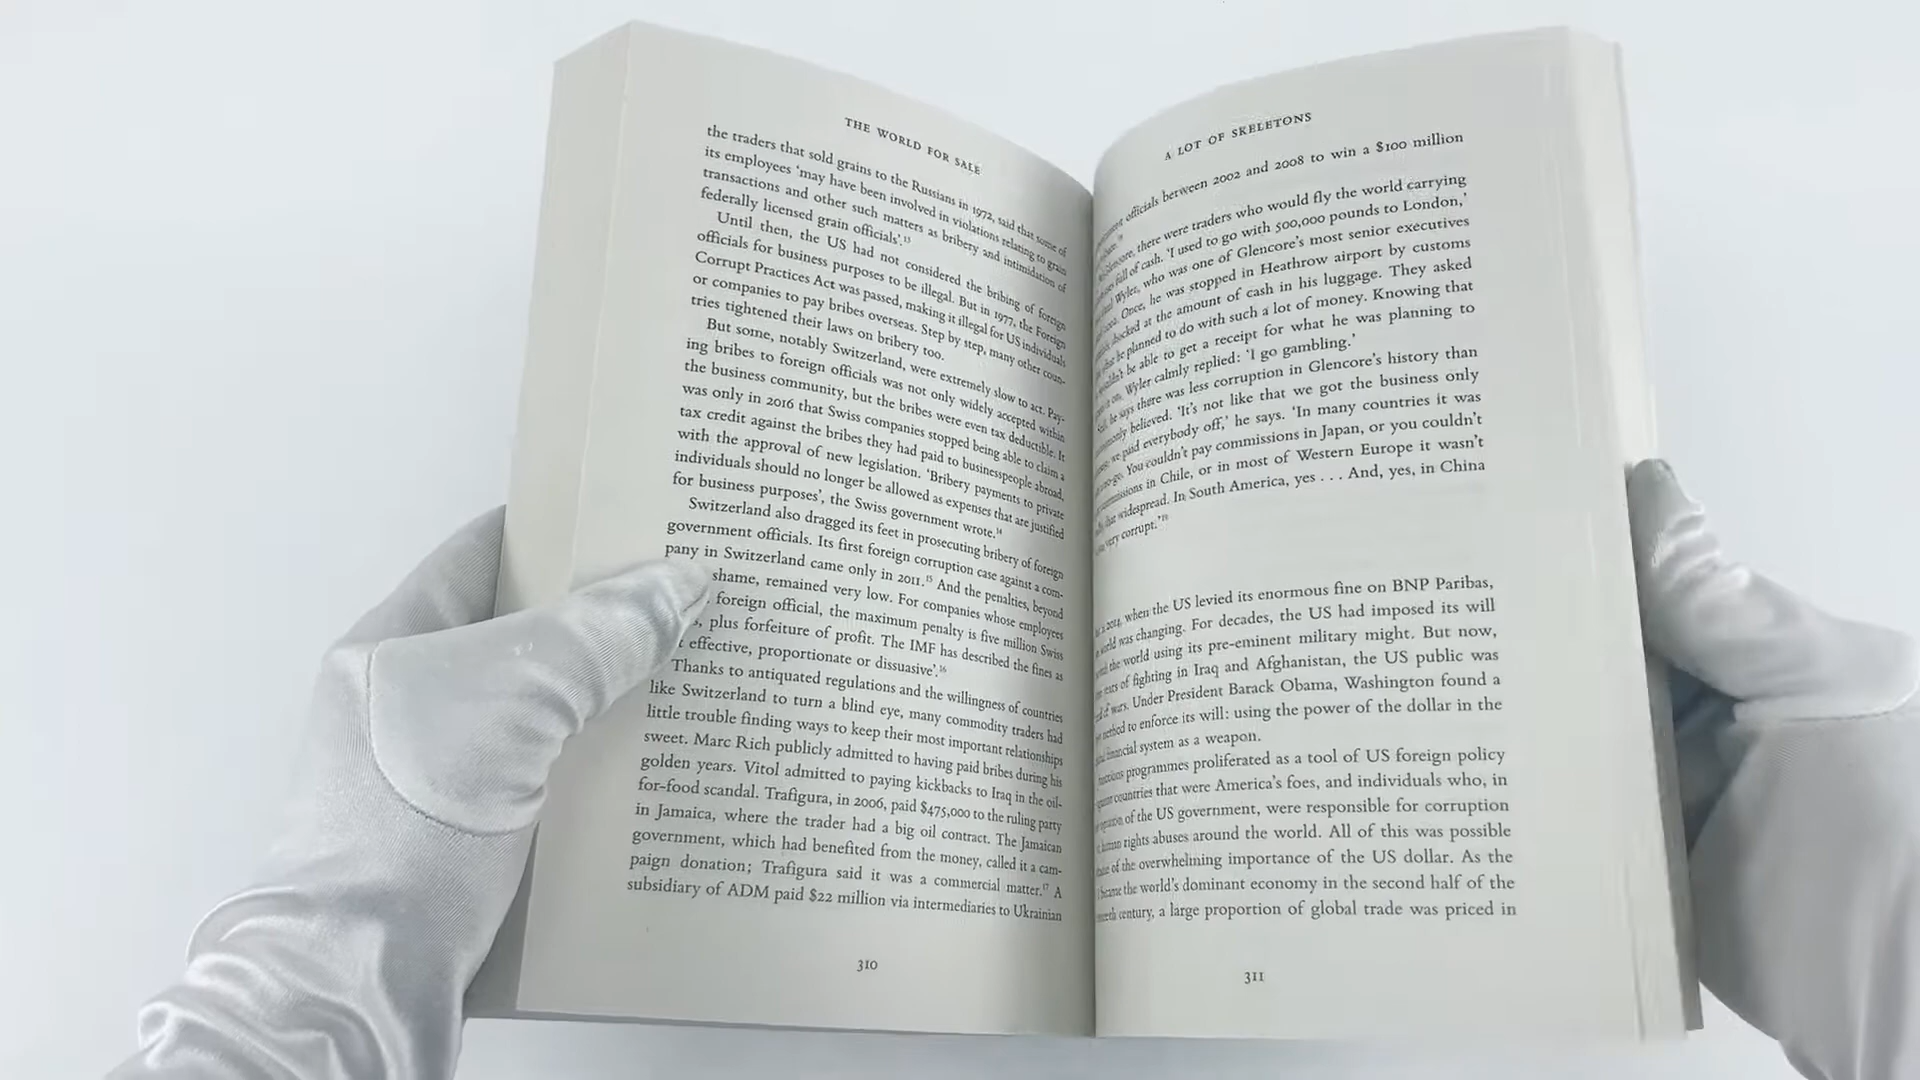 THE WORLD FOR SALE
the traders that sold grains to the Russians in 1972, said that some of
its employees ‘may have been involved in violations relating to grain
transactions and other such matters as bribery and intimidation of
federally licensed grain officials’.13
Until then, the US had not considered the bribing of foreign
officials for business purposes to be illegal. But in 1977, the Foreign
Corrupt Practices Act was passed, making it illegal for US individuals
or companies to pay bribes overseas. Step by step, many other coun-
tries tightened their laws on bribery too.
But some, notably Switzerland, were extremely slow to act. Pay-
ing bribes to foreign officials was not only widely accepted within
the business community, but the bribes were even tax deductible. It
was only in 2016 that Swiss companies stopped being able to claim a
tax credit against the bribes they had paid to businesspeople abroad,
with the approval of new legislation. ‘Bribery payments to private
individuals should no longer be allowed as expenses that are justified
for business purposes’, the Swiss government wrote.14
Switzerland also dragged its feet in prosecuting bribery of foreign
government officials. Its first foreign corruption case against a com-
pany in Switzerland came only in 2011.15 And the penalties, beyond
shame, remained very low. For companies whose employees
foreign official, the maximum penalty is five million Swiss
plus forfeiture of profit. The IMF has described the fines as
effective, proportionate or dissuasive’.16
Thanks to antiquated regulations and the willingness of countries
like Switzerland to turn a blind eye, many commodity traders had
little trouble finding ways to keep their most important relationships
sweet. Marc Rich publicly admitted to having paid bribes during his
golden years. Vitol admitted to paying kickbacks to Iraq in the oil-
for-food scandal. Trafigura, in 2006, paid $475,000 to the ruling party
in Jamaica, where the trader had a big oil contract. The Jamaican
government, which had benefited from the money, called it a cam-
paign donation; Trafigura said it was a commercial matter.17 A
subsidiary of ADM paid $22 million via intermediaries to Ukrainian
310
A LOT OF SKELETONS
officials between 2002 and 2008 to win a $100 million
Glencore, there were traders who would fly the world carrying
full of cash. ‘I used to go with 500,000 pounds to London,’
Wyler, who was one of Glencore’s most senior executives
Once, he was stopped in Heathrow airport by customs
shocked at the amount of cash in his luggage. They asked
he planned to do with such a lot of money. Knowing that
be able to get a receipt for what he was planning to
Wyler calmly replied: ‘I go gambling.’
he says there was less corruption in Glencore’s history than
believed. ‘It’s not like that we got the business only
we paid everybody off,’ he says. ‘In many countries it was
You couldn’t pay commissions in Japan, or you couldn’t
commissions in Chile, or in most of Western Europe it wasn’t
that widespread. In South America, yes . . . And, yes, in China
very corrupt.’19
when the US levied its enormous fine on BNP Paribas,
world was changing. For decades, the US had imposed its will
the world using its pre-eminent military might. But now,
years of fighting in Iraq and Afghanistan, the US public was
of wars. Under President Barack Obama, Washington found a
method to enforce its will: using the power of the dollar in the
financial system as a weapon.
programmes proliferated as a tool of US foreign policy
countries that were America’s foes, and individuals who, in
of the US government, were responsible for corruption
human rights abuses around the world. All of this was possible
of the overwhelming importance of the US dollar. As the
became the world’s dominant economy in the second half of the
century, a large proportion of global trade was priced in
311